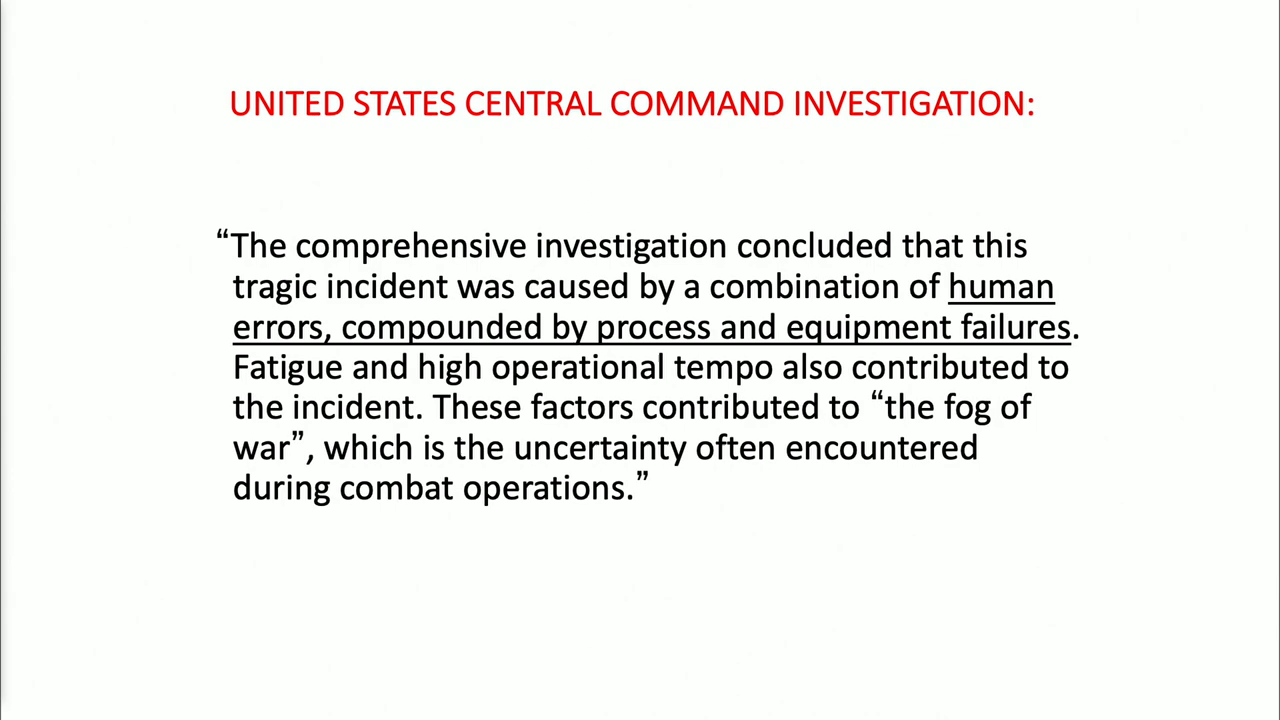 UNITED STATES CENTRAL COMMAND INVESTIGATION:
“The comprehensive investigation concluded that this
tragic incident was caused by a combination of human
errors, compounded by process and equipment failures.
Fatigue and high operational tempo also contributed to
the incident. These factors contributed to “the fog of
war”, which is the uncertainty often encountered
during combat operations.”